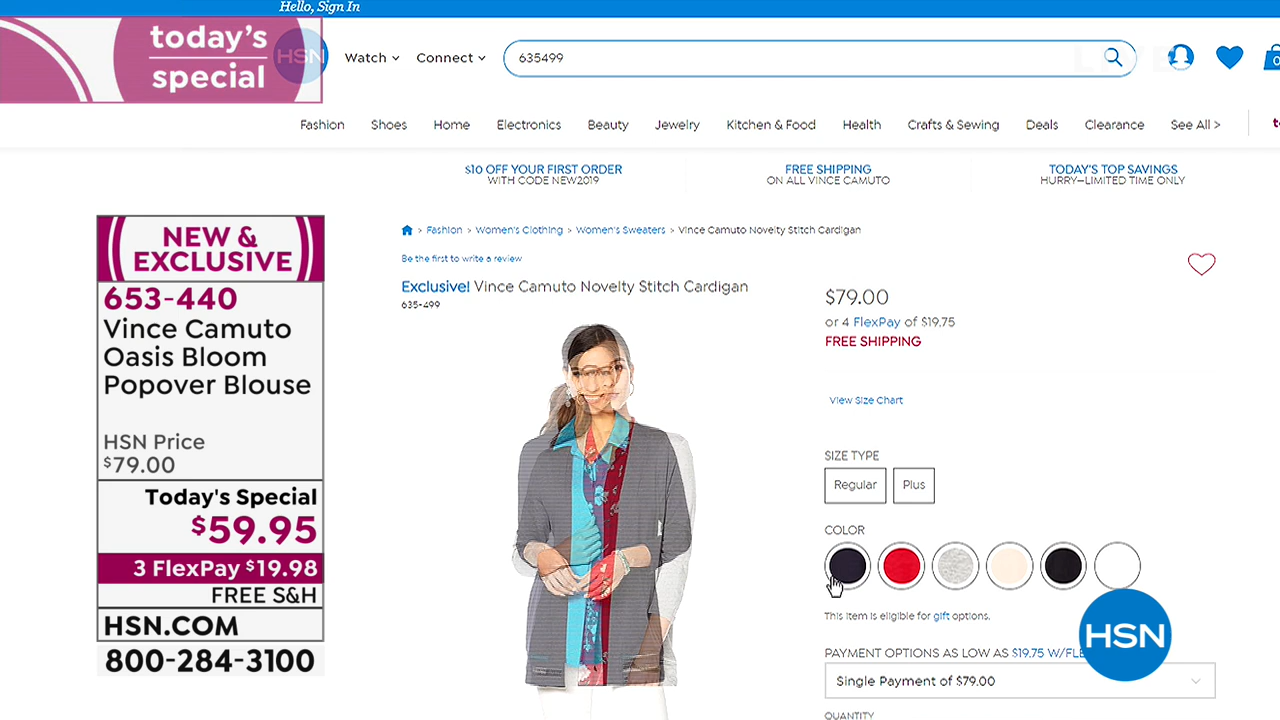 Hello, Sign In
today's
special
HSN
Watch
Connect
635499
0
Fashion
Shoes
Home
Electronics
Beauty
Jewelry
Kitchen & Food
Health
Crafts & Sewing
Deals
Clearance
See All >
$10 OFF YOUR FIRST ORDER
WITH CODE NEW2019
FREE SHIPPING
ON ALL VINCE CAMUTO
TODAY'S TOP SAVINGS
HURRY—LIMITED TIME ONLY
NEW &
EXCLUSIVE
653-440
Vince Camuto
Oasis Bloom
Popover Blouse
HSN Price
$79.00
Today's Special
$59.95
3 FlexPay $19.98
FREE S&H
HSN.COM
800-284-3100
> Fashion > Women's Clothing > Women's Sweaters > Vince Camuto Novelty Stitch Cardigan
Be the first to write a review
Exclusive! Vince Camuto Novelty Stitch Cardigan
635-499
$79.00
or 4 FlexPay of $19.75
FREE SHIPPING
View Size Chart
SIZE TYPE
Regular
Plus
COLOR
This item is eligible for gift options.
HSN
PAYMENT OPTIONS AS LOW AS $19.75 W/FLE
Single Payment of $79.00
QUANTITY